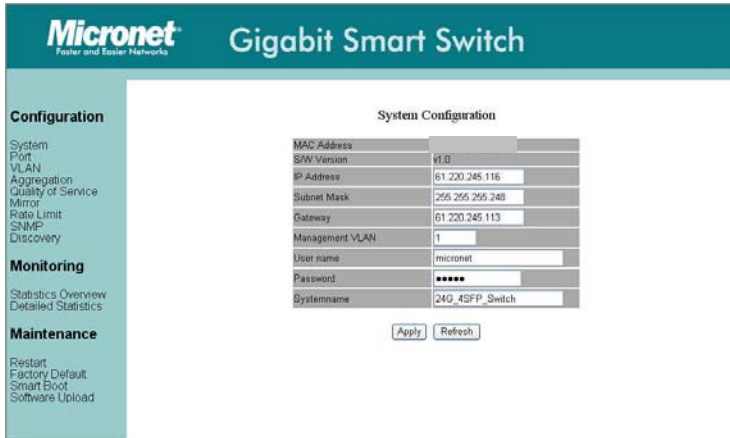 Micronet
Faster and Easier Networks
Gigabit Smart Switch
Configuration
System
Port
VLAN
Aggregation
Quality of Service
Mirror
Rate Limit
SNMP
Discovery
Monitoring
Statistics Overview
Detailed Statistics
Maintenance
Restart
Factory Default
Smart Boot
Software Upload
System Configuration
MAC Address
S/W Version v1.0
IP Address 61.220.245.116
Subnet Mask 255.255.255.248
Gateway 61.220.245.113
Management VLAN 1
User name micronet
Password •••••
Systemname 24G_4SFP_Switch
Apply Refresh